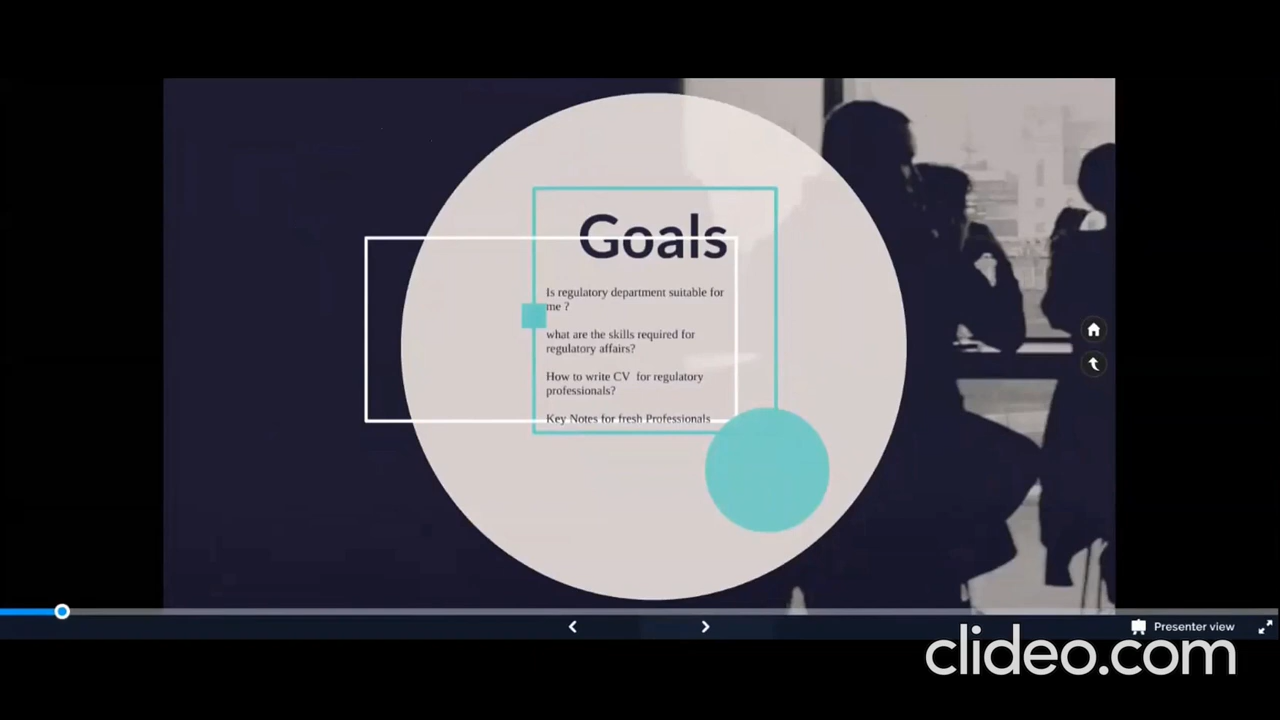 Goals
Is regulatory department suitable for
me ?
what are the skills required for
regulatory affairs?
How to write CV  for regulatory
professionals?
Key Notes for fresh Professionals
Presenter view
clideo.com